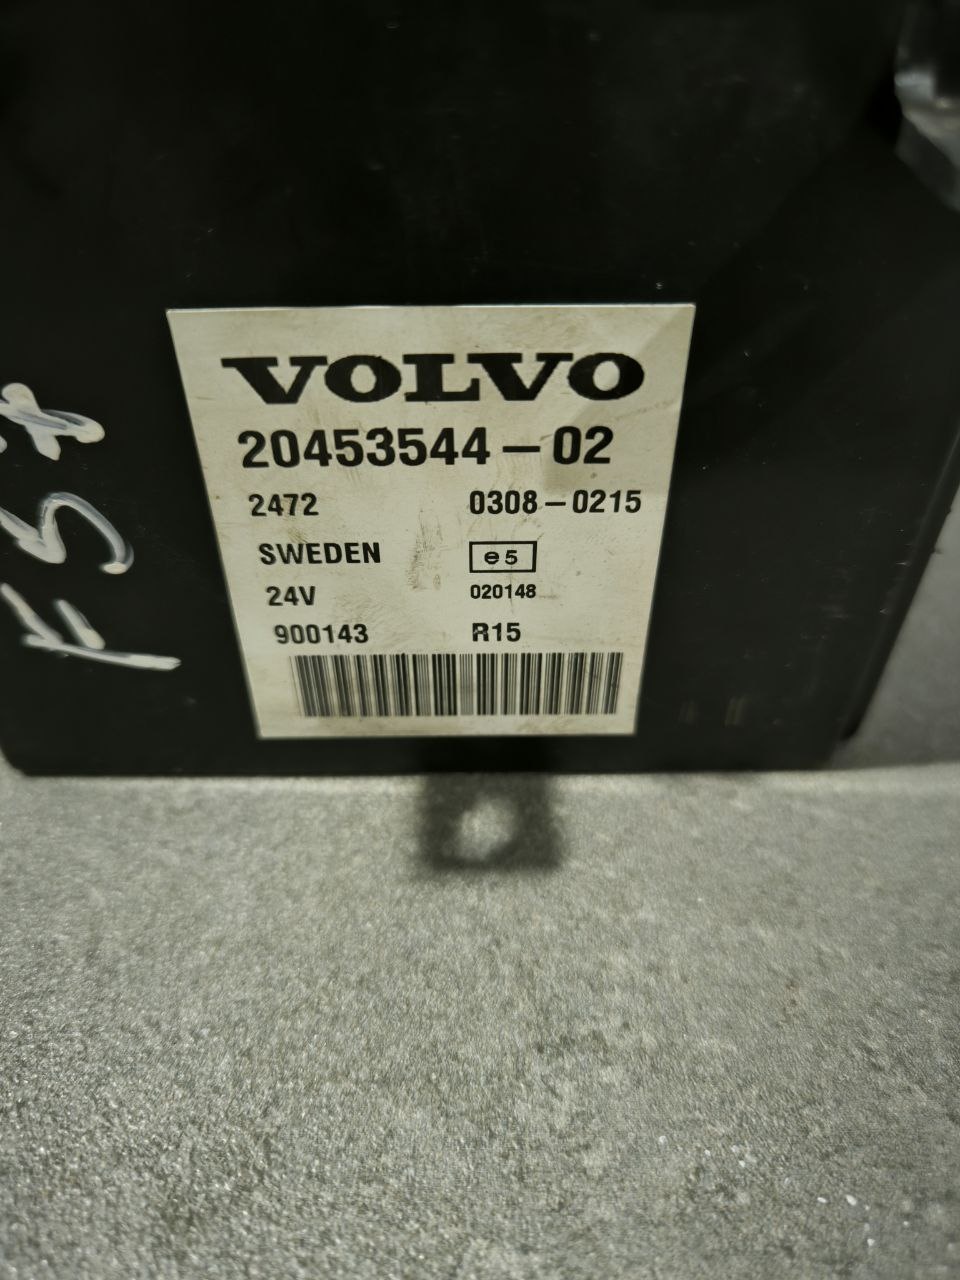 VOLVO
20453544-02
2472 0308-0215
SWEDEN e5
24V 020148
900143 R15